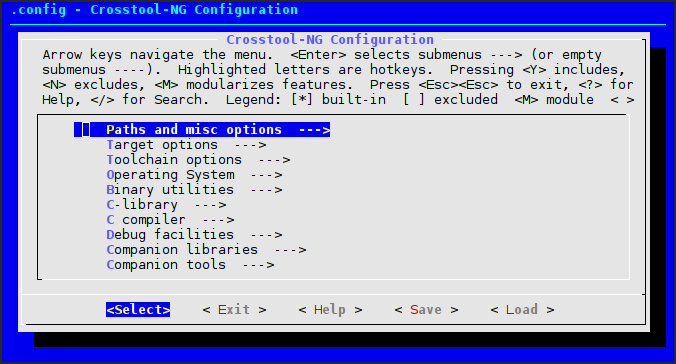 .config - Crosstool-NG Configuration
Crosstool-NG Configuration
Arrow keys navigate the menu.  <Enter> selects submenus ---> (or empty
submenus ----).  Highlighted letters are hotkeys.  Pressing <Y> includes,
<N> excludes, <M> modularizes features.  Press <Esc><Esc> to exit, <?> for
Help, </> for Search.  Legend: [*] built-in  [ ] excluded  <M> module  < >
Paths and misc options  --->
Target options  --->
Toolchain options  --->
Operating System  --->
Binary utilities  --->
C-library  --->
C compiler  --->
Debug facilities  --->
Companion libraries  --->
Companion tools  --->
<Select>    < Exit >    < Help >    < Save >    < Load >